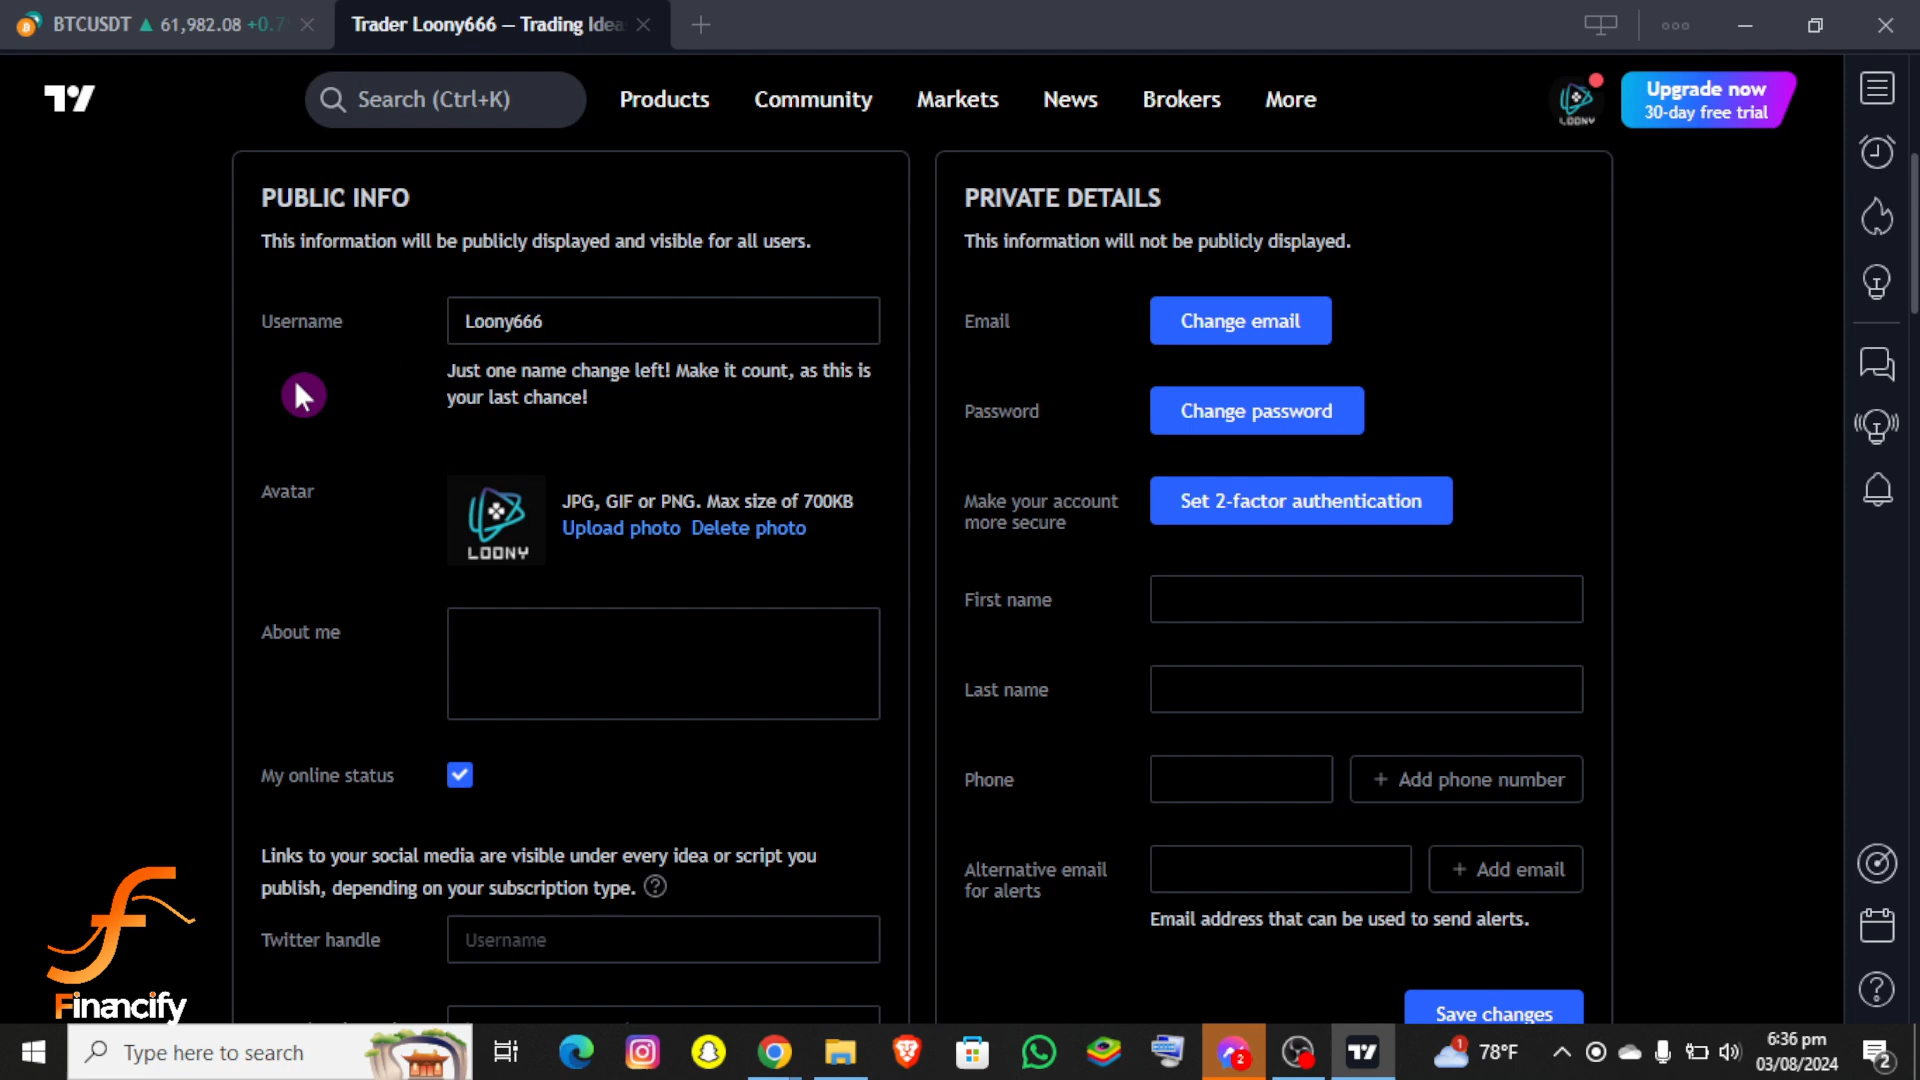 BTCUSDT ▲ 61,982.08 +0.7
Trader Loony666 — Trading Idea
Search (Ctrl+K)
Products
Community
Markets
News
Brokers
More
LOONY
Upgrade now
30-day free trial
PUBLIC INFO
This information will be publicly displayed and visible for all users.
Username
Loony666
Just one name change left! Make it count, as this is
your last chance!
Avatar
LOONY
JPG, GIF or PNG. Max size of 700KB
Upload photo Delete photo
About me
My online status
Links to your social media are visible under every idea or script you
publish, depending on your subscription type. ?
Twitter handle
Username
PRIVATE DETAILS
This information will not be publicly displayed.
Email
Change email
Password
Change password
Make your account
more secure
Set 2-factor authentication
First name
Last name
Phone
+ Add phone number
Alternative email
for alerts
+ Add email
Email address that can be used to send alerts.
Save changes
Financify
Type here to search
2
1
78°F
6:36 pm
03/08/2024
2